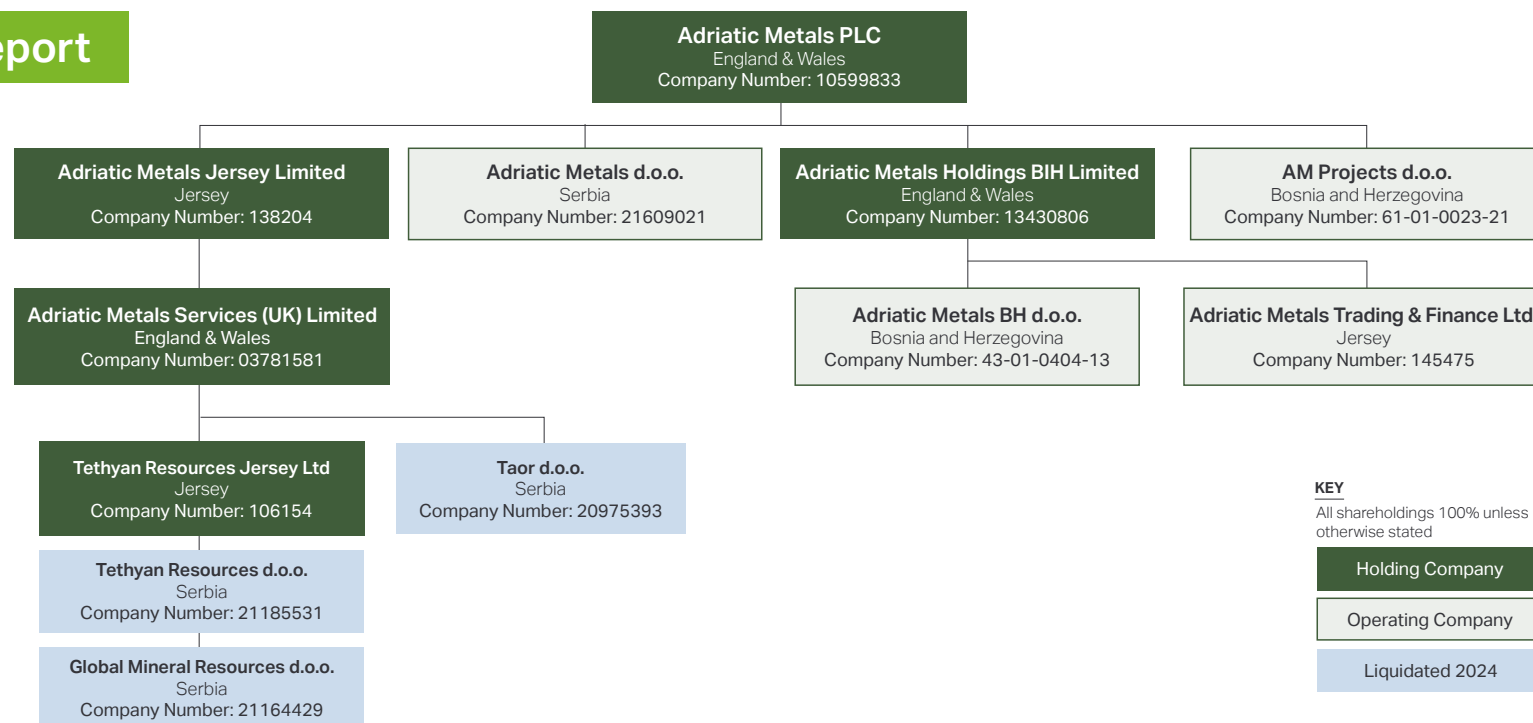 eport
Adriatic Metals PLC
England & Wales
Company Number: 10599833
Adriatic Metals Jersey Limited
Jersey
Company Number: 138204
Adriatic Metals d.o.o.
Serbia
Company Number: 21609021
Adriatic Metals Holdings BIH Limited
England & Wales
Company Number: 13430806
AM Projects d.o.o.
Bosnia and Herzegovina
Company Number: 61-01-0023-21
Adriatic Metals Services (UK) Limited
England & Wales
Company Number: 03781581
Adriatic Metals BH d.o.o.
Bosnia and Herzegovina
Company Number: 43-01-0404-13
Adriatic Metals Trading & Finance Ltd
Jersey
Company Number: 145475
Tethyan Resources Jersey Ltd
Jersey
Company Number: 106154
Taor d.o.o.
Serbia
Company Number: 20975393
Tethyan Resources d.o.o.
Serbia
Company Number: 21185531
Global Mineral Resources d.o.o.
Serbia
Company Number: 21164429
KEY
All shareholdings 100% unless
otherwise stated
Holding Company
Operating Company
Liquidated 2024